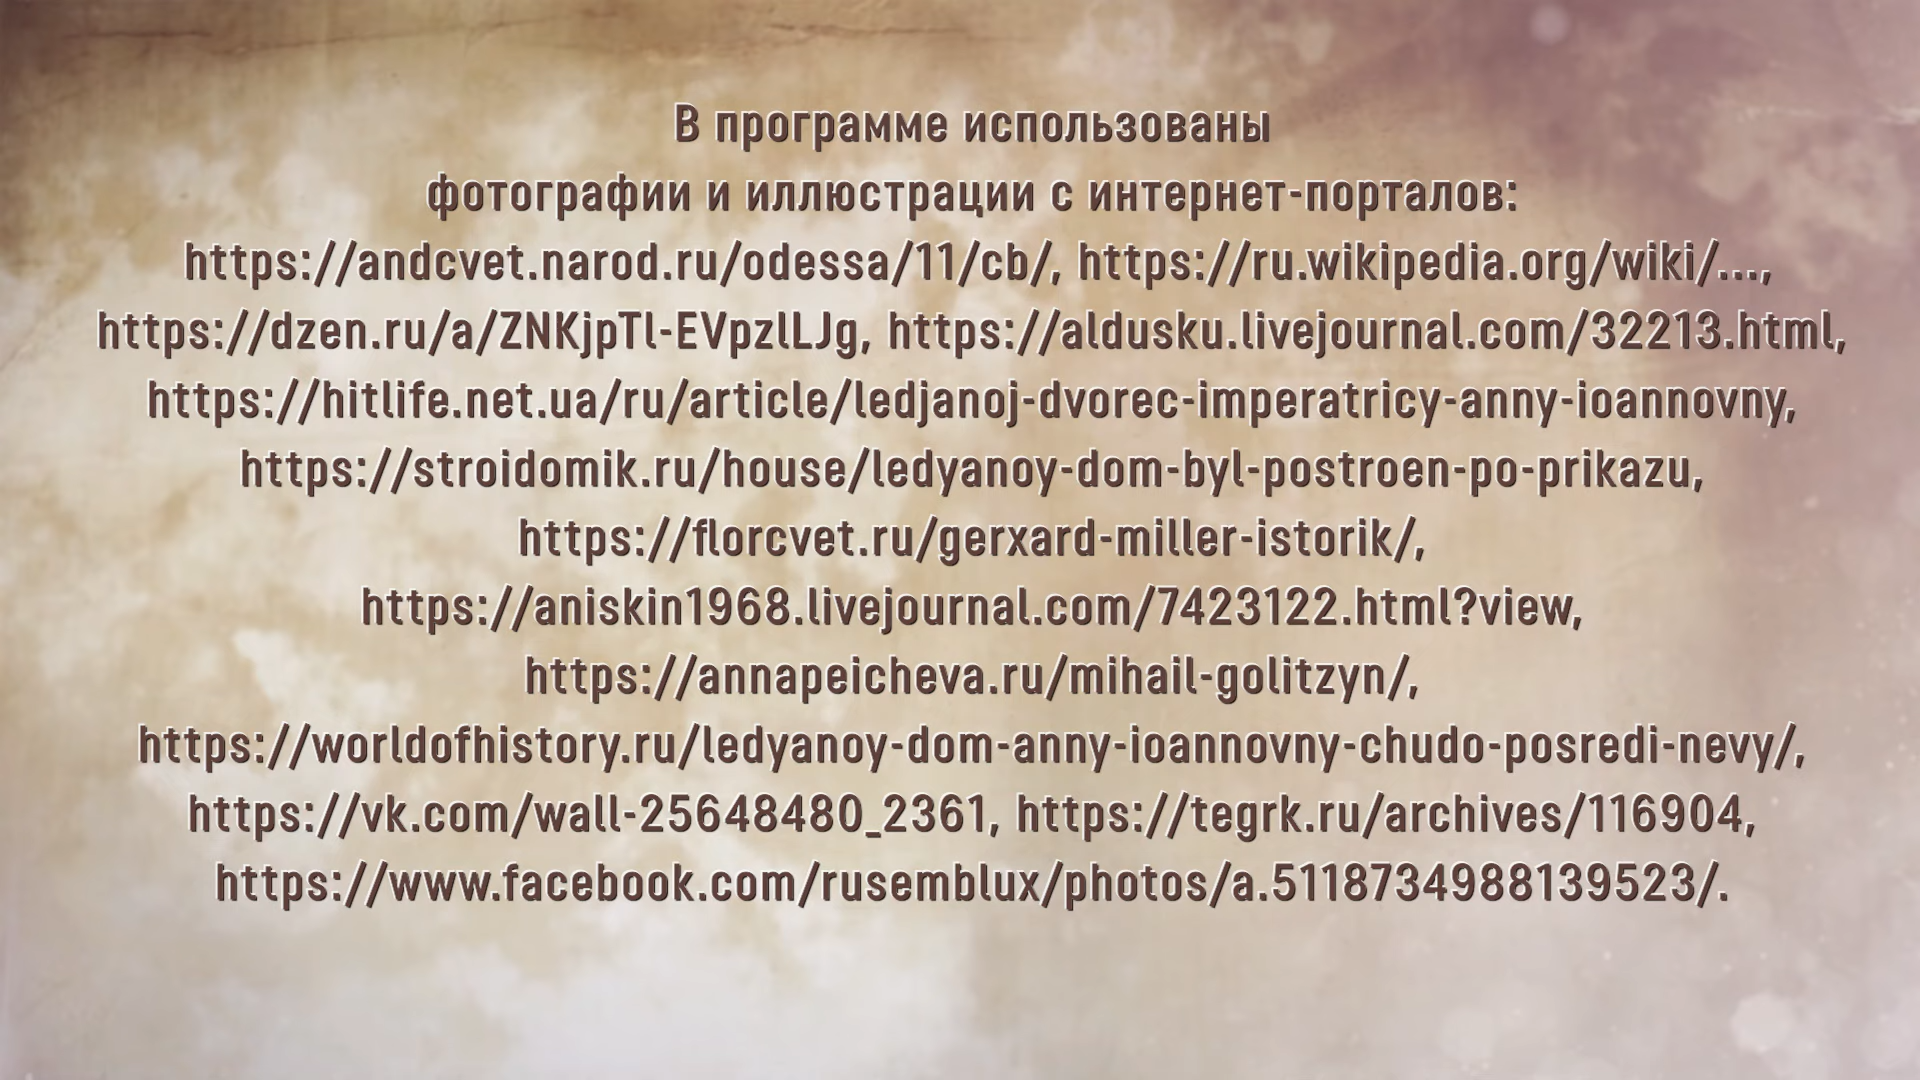 В программе использованы
фотографии и иллюстрации с интернет-порталов:
https://andcvet.narod.ru/odessa/11/cb/, https://ru.wikipedia.org/wiki/...,
https://dzen.ru/a/ZNKjpTl-EVpzlLJg, https://aldusku.livejournal.com/32213.html,
https://hitlife.net.ua/ru/article/ledjanoj-dvorec-imperatricy-anny-ioannovny,
https://stroidomik.ru/house/ledyanoy-dom-byl-postroen-po-prikazu,
https://florcvet.ru/gerxard-miller-istorik/,
https://aniskin1968.livejournal.com/7423122.html?view,
https://annapeicheva.ru/mihail-golitzyn/,
https://worldofhistory.ru/ledyanoy-dom-anny-ioannovny-chudo-posredi-nevy/,
https://vk.com/wall-25648480_2361, https://tegrk.ru/archives/116904,
https://www.facebook.com/rusemblux/photos/a.5118734988139523/.